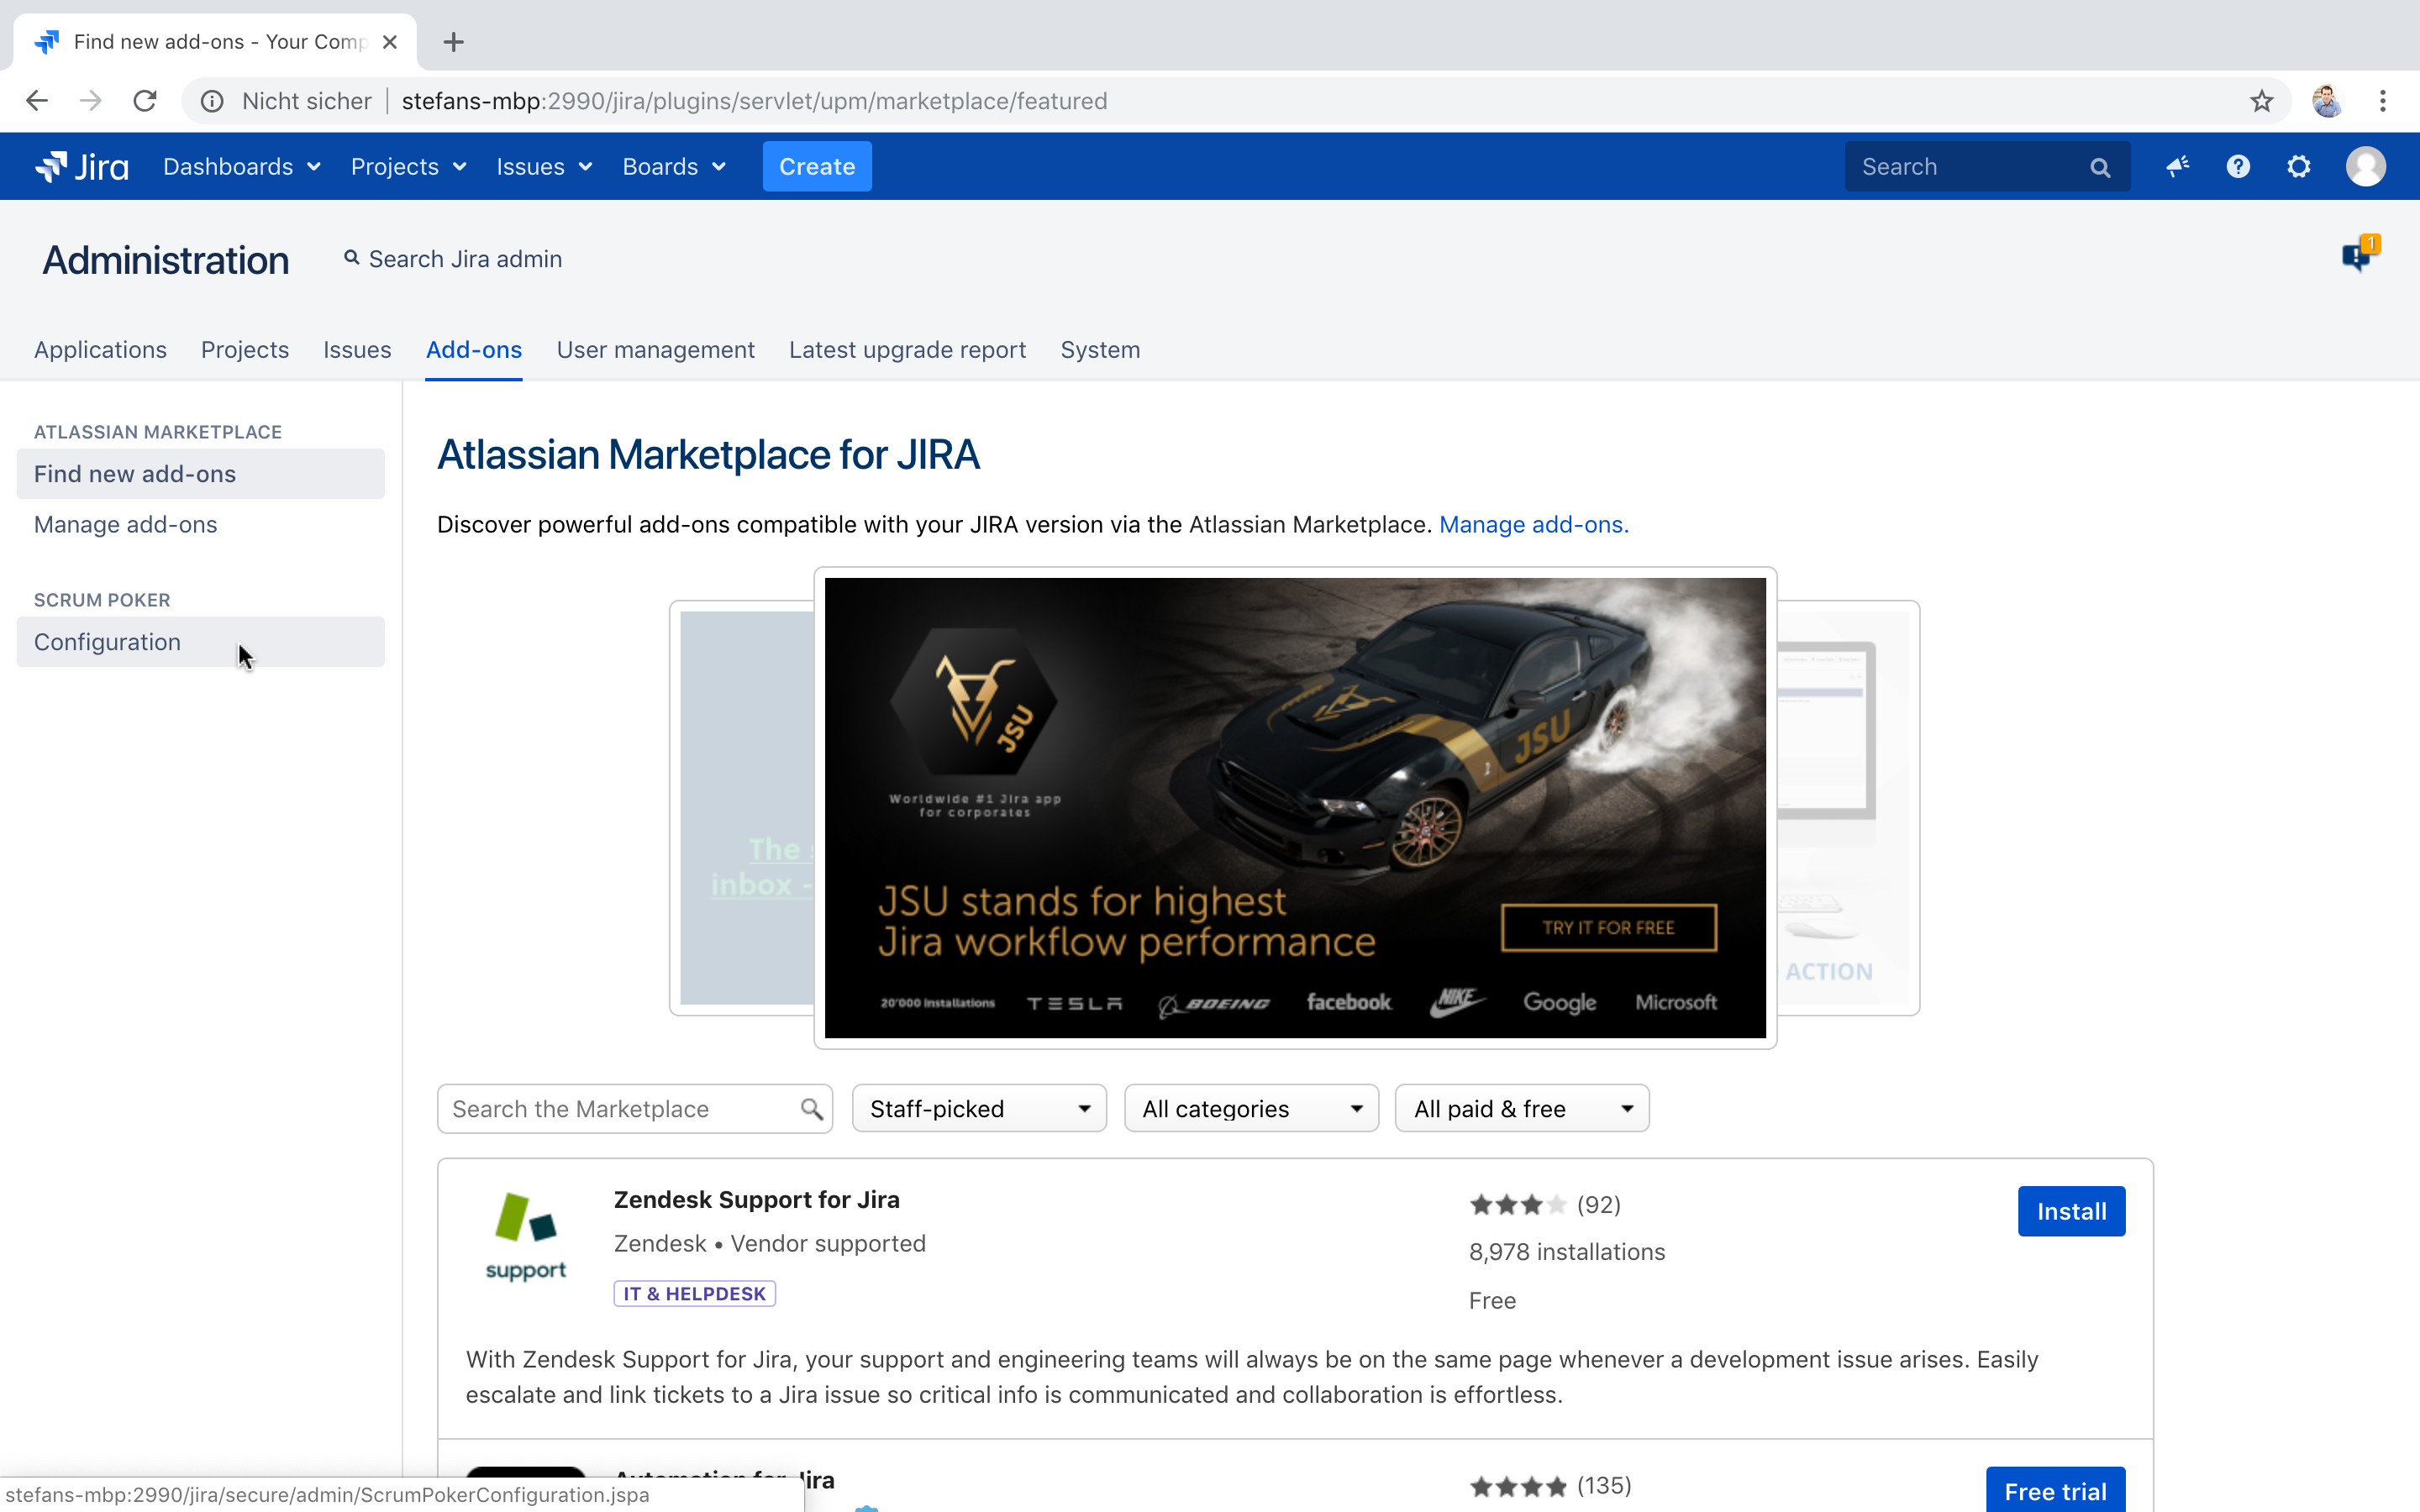 Find new add-ons - Your Comp
Nicht sicher | stefans-mbp:2990/jira/plugins/servlet/upm/marketplace/featured
Jira Dashboards Projects Issues Boards Create Search
Administration Search Jira admin 1
Applications Projects Issues Add-ons User management Latest upgrade report System
ATLASSIAN MARKETPLACE
Find new add-ons
Manage add-ons
SCRUM POKER
Configuration
Atlassian Marketplace for JIRA
Discover powerful add-ons compatible with your JIRA version via the Atlassian Marketplace. Manage add-ons.
The
inbox -
JSU
JSU
Worldwide #1 Jira app
for corporates
JSU stands for highest
Jira workflow performance
TRY IT FOR FREE
20'000 Installations TESLA BOEING facebook NIKE Google Microsoft
ACTION
Search the Marketplace Staff-picked All categories All paid & free
support
Zendesk Support for Jira
Zendesk • Vendor supported
IT & HELPDESK
(92)
8,978 installations
Free
Install
With Zendesk Support for Jira, your support and engineering teams will always be on the same page whenever a development issue arises. Easily
escalate and link tickets to a Jira issue so critical info is communicated and collaboration is effortless.
Automation for Jira
(135)
Free trial
stefans-mbp:2990/jira/secure/admin/ScrumPokerConfiguration.jspa